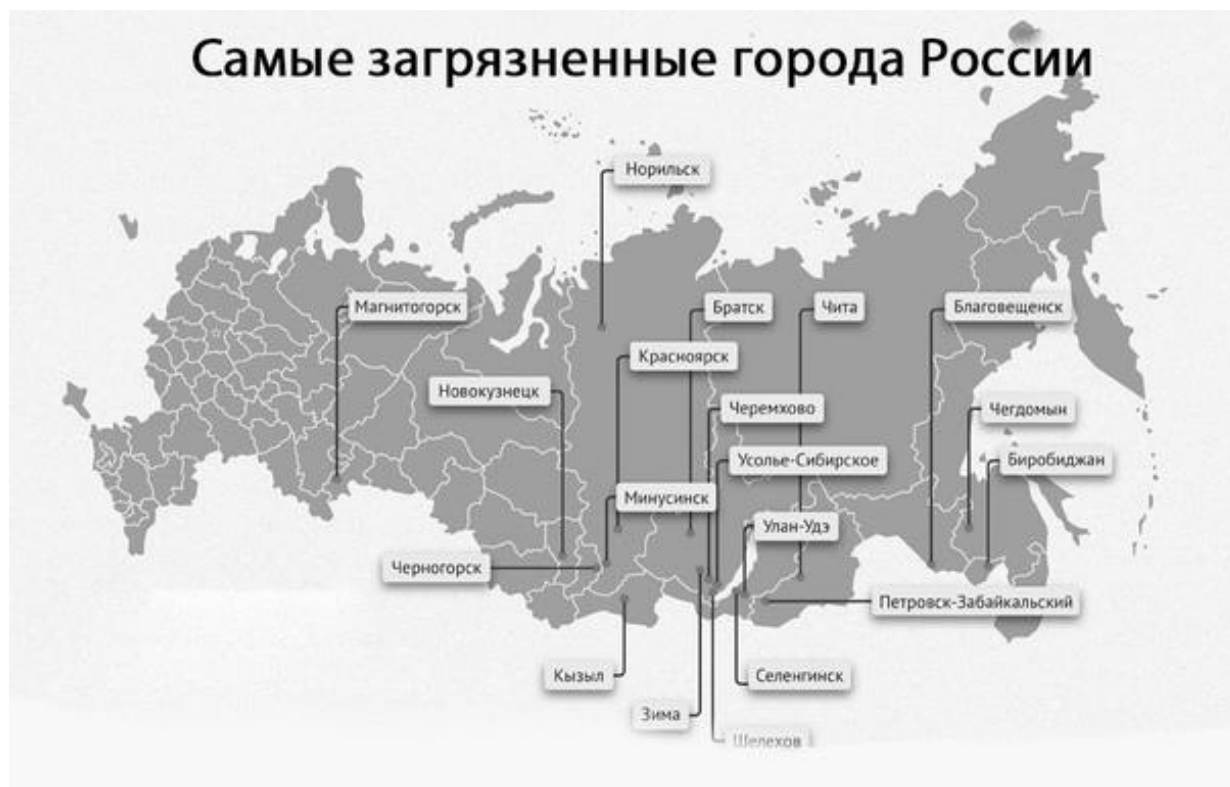 Самые загрязненные города России
Норильск
Магнитогорск
Братск
Чита
Благовещенск
Красноярск
Новокузнецк
Черемхово
Чегдомын
Усолье-Сибирское
Биробиджан
Минусинск
Улан-Удэ
Черногорск
Петровск-Забайкальский
Кызыл
Селенгинск
Зима
Шелехов